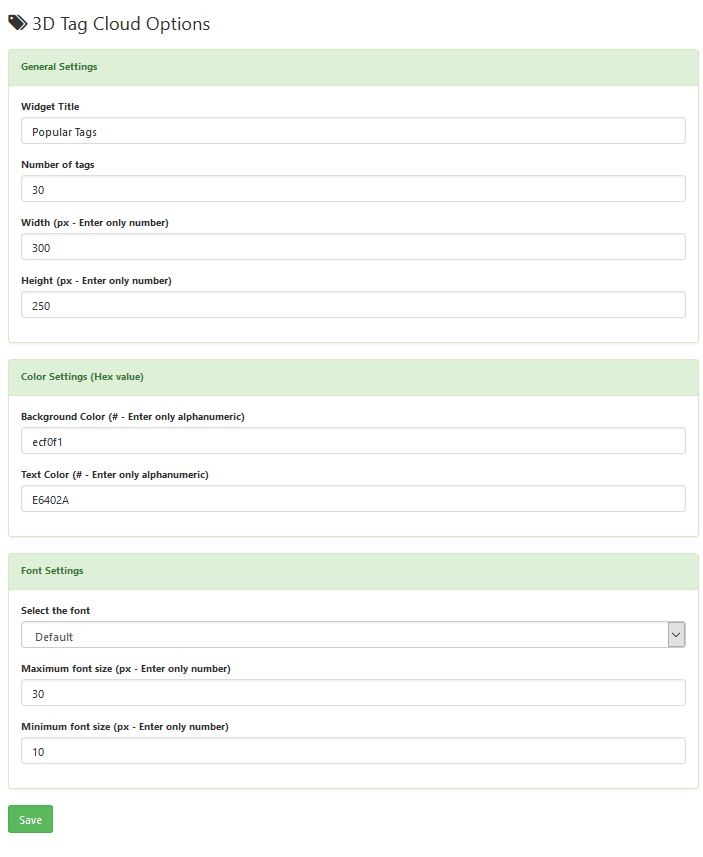 3D Tag Cloud Options
General Settings
Widget Title
Popular Tags
Number of tags
30
Width (px - Enter only number)
300
Height (px - Enter only number)
250
Color Settings (Hex value)
Background Color (# - Enter only alphanumeric)
ecf0f1
Text Color (# - Enter only alphanumeric)
E6402A
Font Settings
Select the font
Default
Maximum font size (px - Enter only number)
30
Minimum font size (px - Enter only number)
10
Save